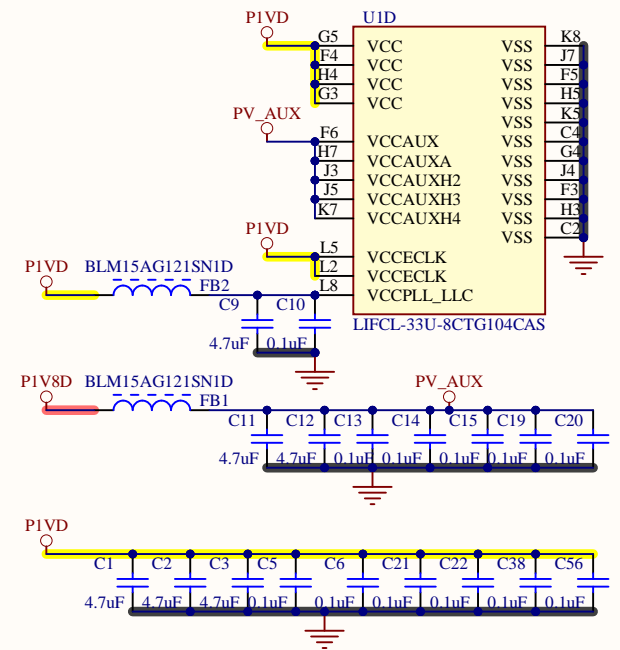 P1VD
U1D
G5 VCC VSS K8
F4 VCC VSS J7
H4 VCC VSS F5
G3 VCC VSS H5
VSS K5
PV_AUX
F6 VCCAUX VSS C4
H7 VCCAUXA VSS G4
J3 VCCAUXH2 VSS J4
J5 VCCAUXH3 VSS F3
K7 VCCAUXH4 VSS H3
VSS C2
P1VD
L5 VCCECLK
L2 VCCECLK
L8 VCCPLL_LLC
P1VD BLM15AG121SN1D
FB2
C9 C10
4.7uF 0.1uF
LIFCL-33U-8CTG104CAS
P1V8D BLM15AG121SN1D PV_AUX
FB1
C11 C12 C13 C14 C15 C19 C20
4.7uF 4.7uF 0.1uF 0.1uF 0.1uF 0.1uF 0.1uF
P1VD
C1 C2 C3 C5 C6 C21 C22 C38 C56
4.7uF 4.7uF 4.7uF 0.1uF 0.1uF 0.1uF 0.1uF 0.1uF 0.1uF